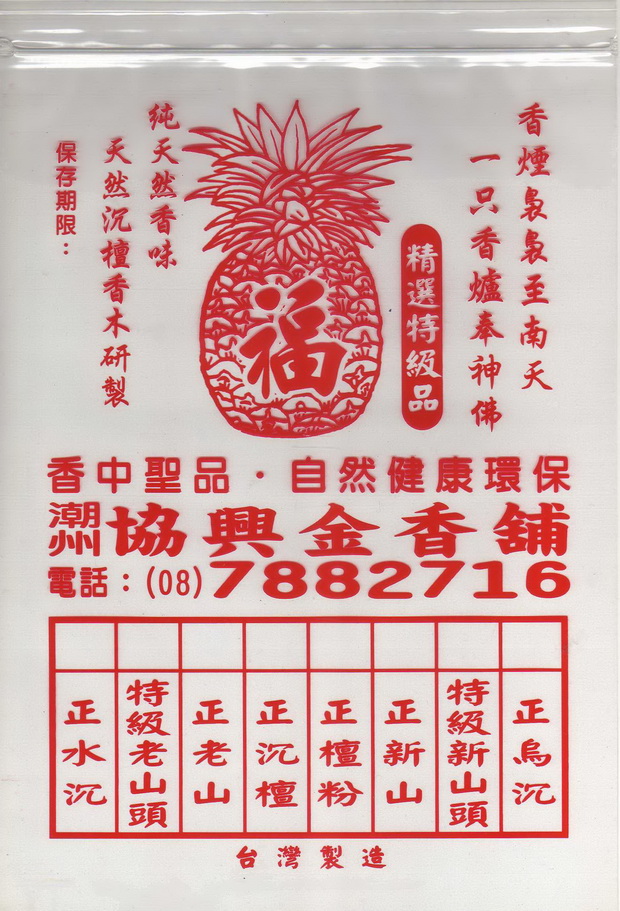 香煙裊裊至南天
一只香爐奉神佛
精選特級品
福
純天然香味
天然沉檀香木研製
保存期限：
香中聖品・自然健康環保
潮州 協興金香舖
電話：(08)7882716
正烏沉
特級新山頭
正新山
正檀粉
正沉檀
正老山
特級老山頭
正水沉
台灣製造